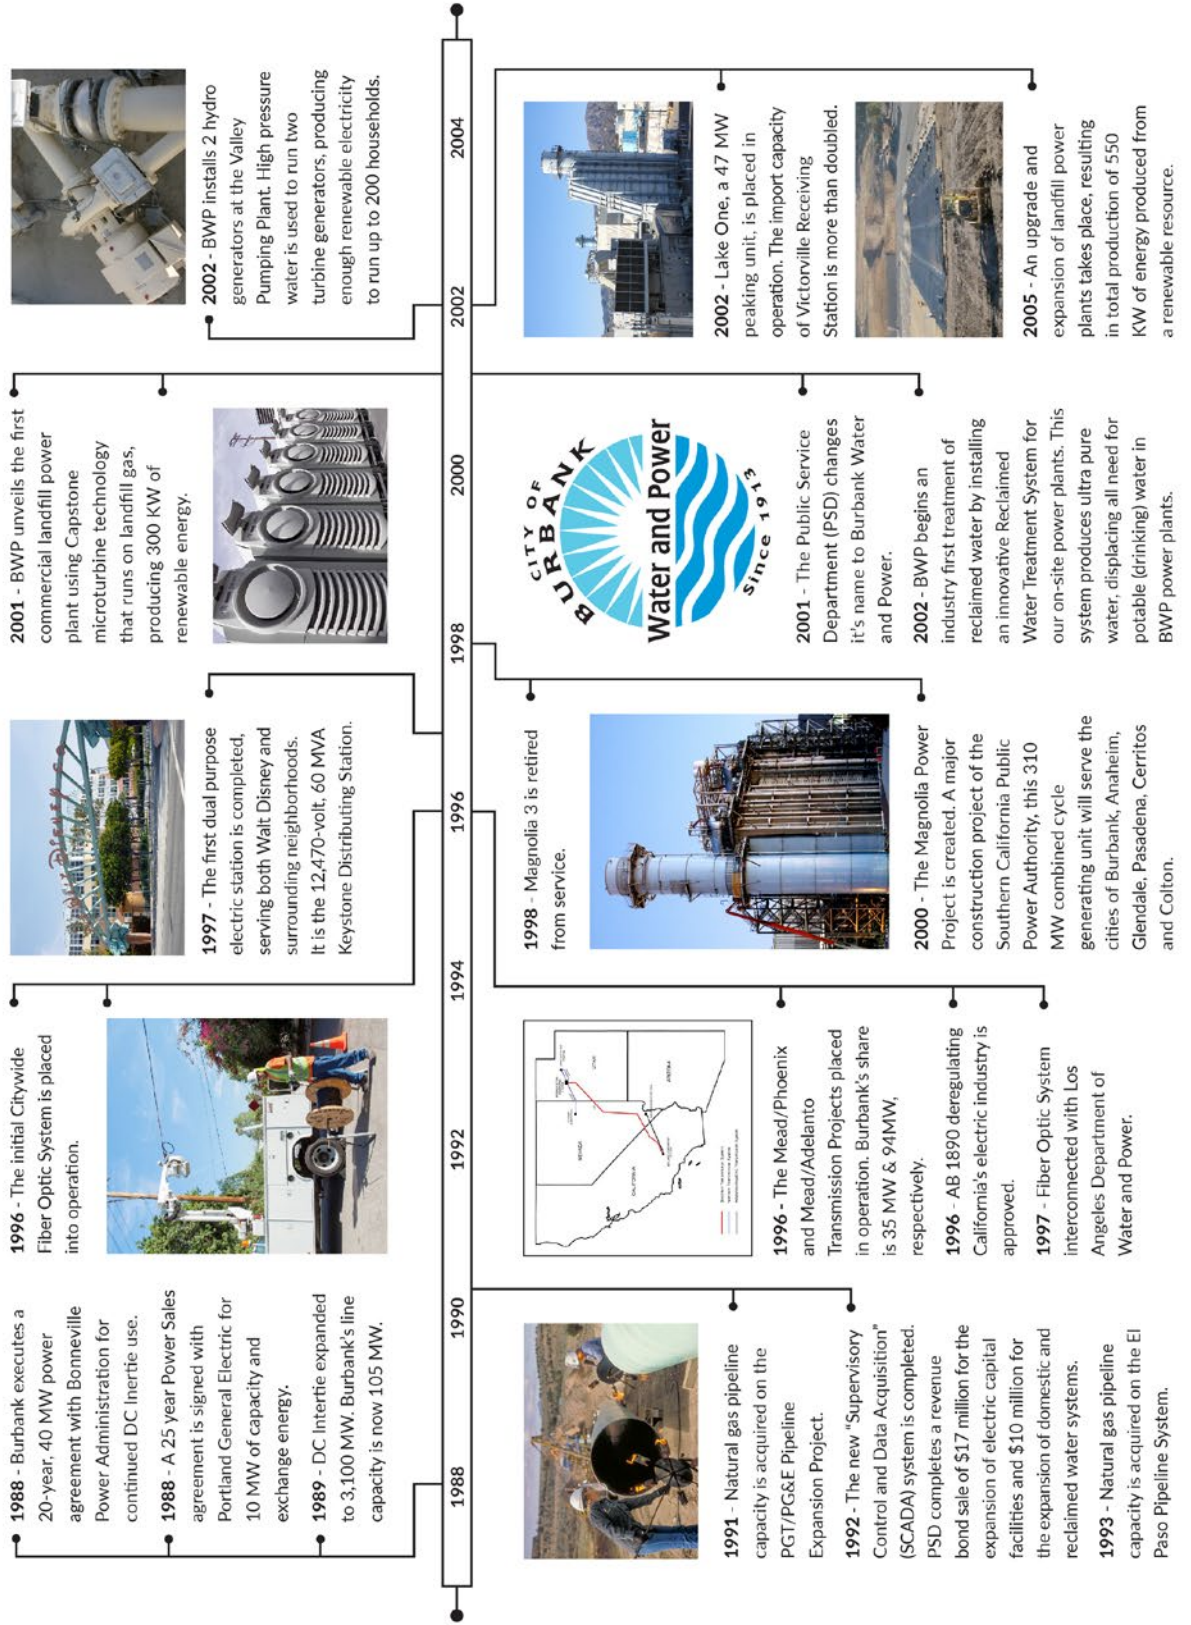 1988 - Burbank executes a
20-year, 40 MW power
agreement with Bonneville
Power Administration for
continued DC Inertie use.
1988 - A 25 year Power Sales
agreement is signed with
Portland General Electric for
10 MW of capacity and
exchange energy.
1989 - DC Intertie expanded
to 3,100 MW. Burbank's line
capacity is now 105 MW.
1996 - The initial Citywide
Fiber Optic System is placed
into operation.
1997 - The first dual purpose
electric station is completed,
serving both Walt Disney and
surrounding neighborhoods.
It is the 12,470-volt, 60 MVA
Keystone Distributing Station.
2001 - BWP unveils the first
commercial landfill power
plant using Capstone
microturbine technology
that runs on landfill gas,
producing 300 KW of
renewable energy.
2002 - BWP installs 2 hydro
generators at the Valley
Pumping Plant. High pressure
water is used to run two
turbine generators, producing
enough renewable electricity
to run up to 200 households.
1988
1990
1992
1994
1996
1998
2000
2002
2004
1991 - Natural gas pipeline
capacity is acquired on the
PGT/PG&E Pipeline
Expansion Project.
1992 - The new "Supervisory
Control and Data Acquisition"
(SCADA) system is completed.
PSD completes a revenue
bond sale of $17 million for the
expansion of electric capital
facilities and $10 million for
the expansion of domestic and
reclaimed water systems.
1993 - Natural gas pipeline
capacity is acquired on the El
Paso Pipeline System.
NEVADA
UTAH
CALIFORNIA
ARIZONA
1996 - The Mead/Phoenix
and Mead/Adelanto
Transmission Projects placed
in operation. Burbank's share
is 35 MW & 94MW,
respectively.
1996 - AB 1890 deregulating
California's electric industry is
approved.
1997 - Fiber Optic System
interconnected with Los
Angeles Department of
Water and Power.
1998 - Magnolia 3 is retired
from service.
2000 - The Magnolia Power
Project is created. A major
construction project of the
Southern California Public
Power Authority, this 310
MW combined cycle
generating unit will serve the
cities of Burbank, Anaheim,
Glendale, Pasadena, Cerritos
and Colton.
CITY OF
BURBANK
Water and Power
Since 1913
2001 - The Public Service
Department (PSD) changes
it's name to Burbank Water
and Power.
2002 - BWP begins an
industry first treatment of
reclaimed water by installing
an innovative Reclaimed
Water Treatment System for
our on-site power plants. This
system produces ultra pure
water, displacing all need for
potable (drinking) water in
BWP power plants.
2002 - Lake One, a 47 MW
peaking unit, is placed in
operation. The import capacity
of Victorville Receiving
Station is more than doubled.
2005 - An upgrade and
expansion of landfill power
plants takes place, resulting
in total production of 550
KW of energy produced from
a renewable resource.